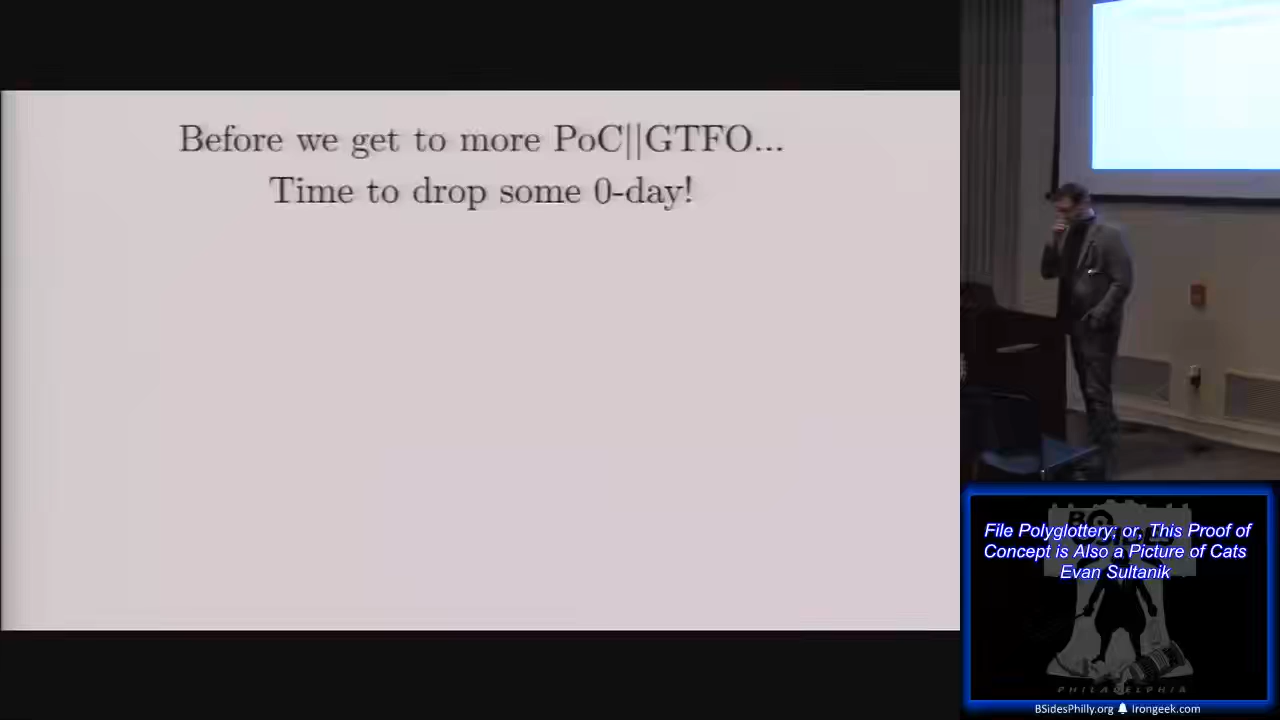 Before we get to more PoC||GTFO...
Time to drop some 0-day!
File Polyglottery; or, This Proof of
Concept is Also a Picture of Cats
Evan Sultanik
PHILADELPHIA
BSidesPhilly.org Irongeek.com